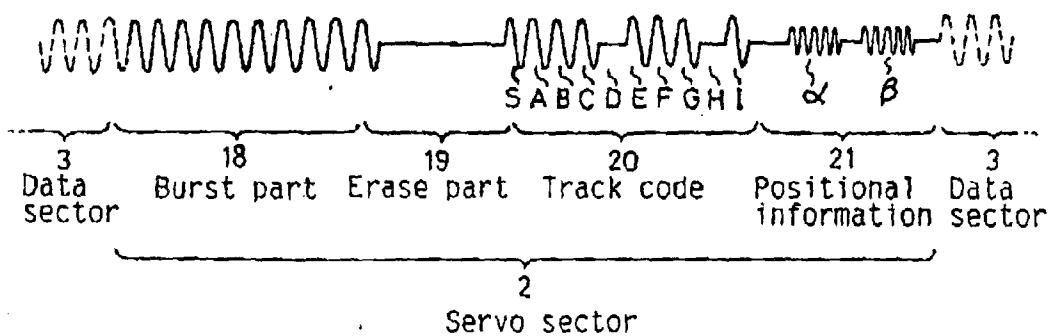 S A B C D E F G H I α β
3 18 19 20 21 3
Data Burst part Erase part Track code Positional Data
sector information sector
2
Servo sector